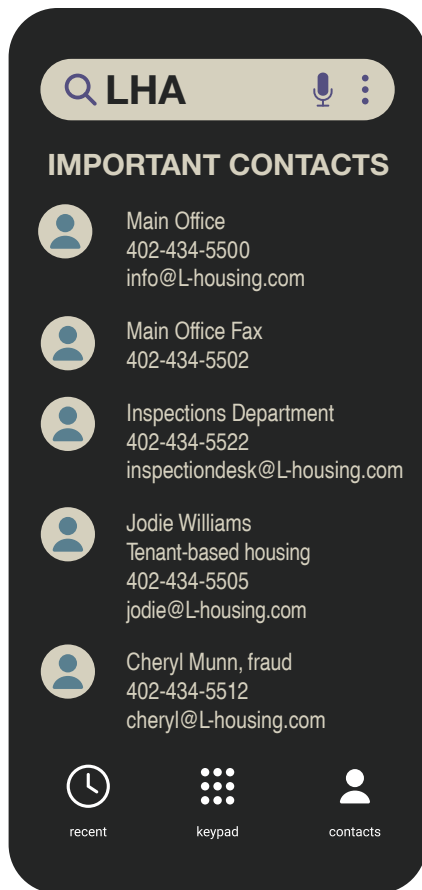 LHA
IMPORTANT CONTACTS
Main Office
402-434-5500
info@L-housing.com
Main Office Fax
402-434-5502
Inspections Department
402-434-5522
inspectiondesk@L-housing.com
Jodie Williams
Tenant-based housing
402-434-5505
jodie@L-housing.com
Cheryl Munn, fraud
402-434-5512
cheryl@L-housing.com
recent keypad contacts